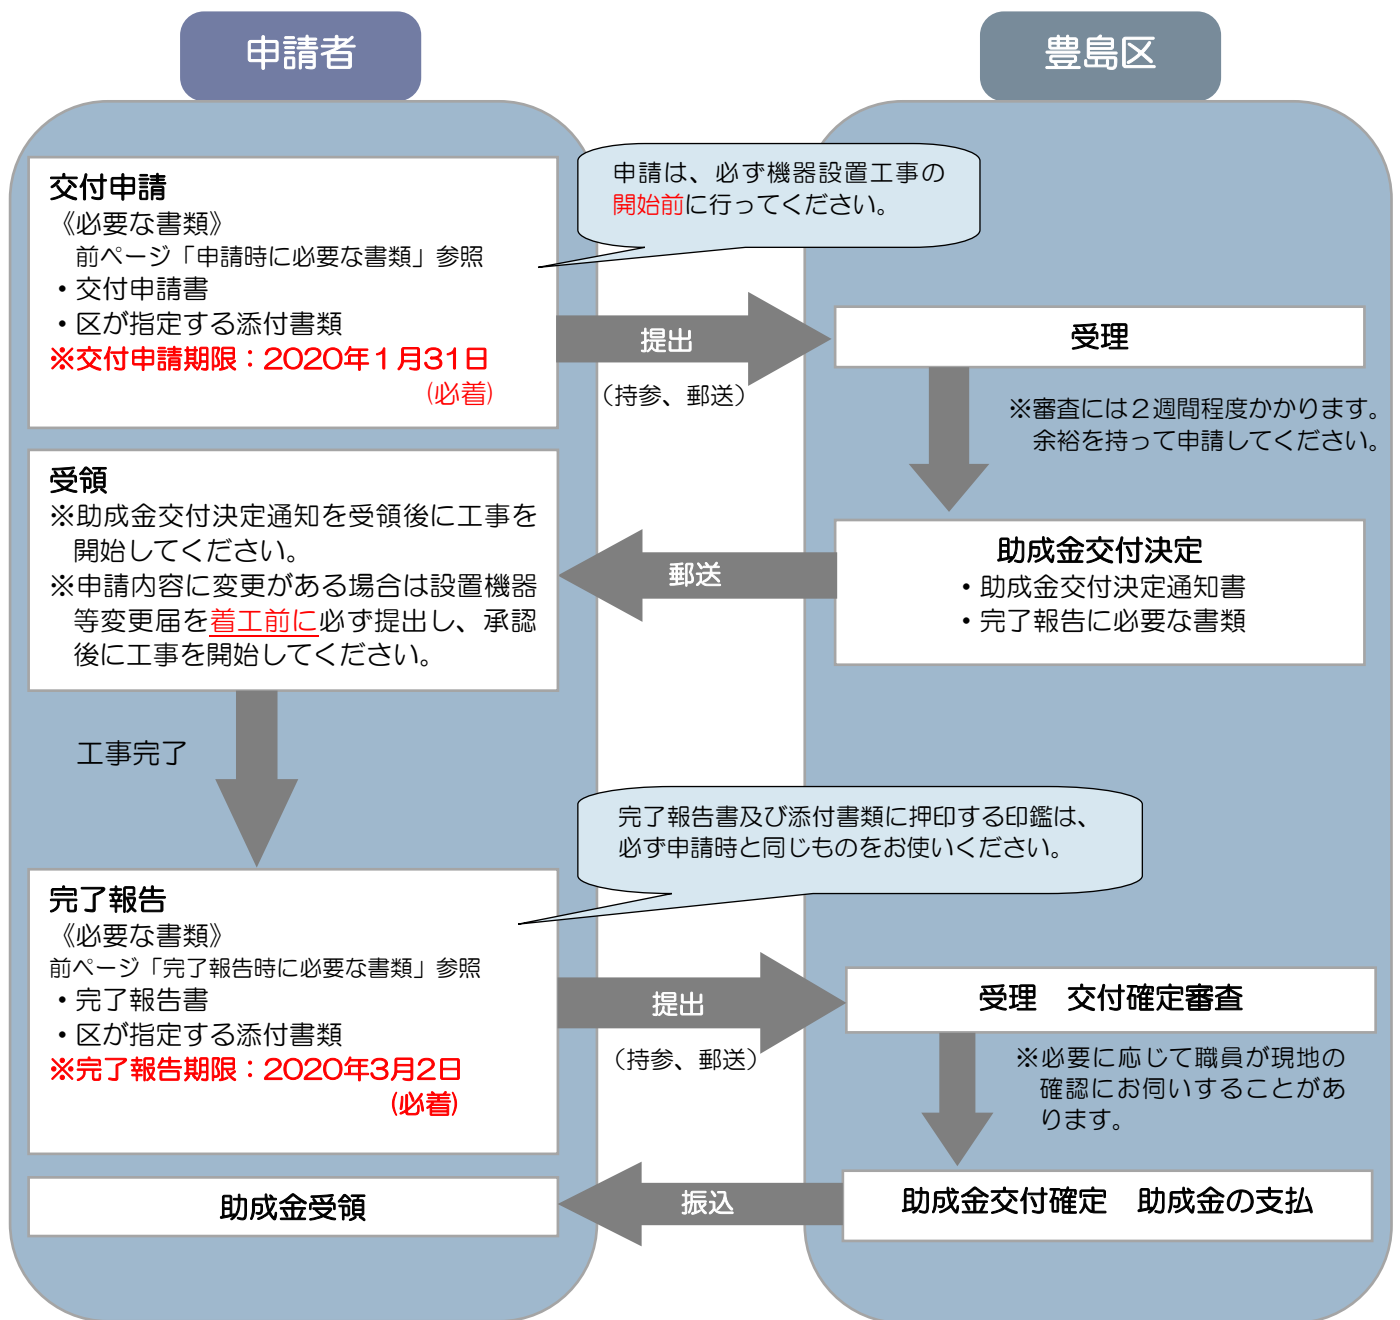 申請者
豊島区
交付申請
《必要な書類》
前ページ「申請時に必要な書類」参照
・交付申請書
・区が指定する添付書類
※交付申請期限：2020年１月31日
(必着)
申請は、必ず機器設置工事の
開始前に行ってください。
提出
（持参、郵送）
受理
※審査には２週間程度かかります。
余裕を持って申請してください。
助成金交付決定
・助成金交付決定通知書
・完了報告に必要な書類
郵送
受領
※助成金交付決定通知を受領後に工事を
開始してください。
※申請内容に変更がある場合は設置機器
等変更届を着工前に必ず提出し、承認
後に工事を開始してください。
工事完了
完了報告書及び添付書類に押印する印鑑は、
必ず申請時と同じものをお使いください。
完了報告
《必要な書類》
前ページ「完了報告時に必要な書類」参照
・完了報告書
・区が指定する添付書類
※完了報告期限：2020年3月2日
(必着)
提出
（持参、郵送）
受理　交付確定審査
※必要に応じて職員が現地の
確認にお伺いすることがあ
ります。
助成金交付確定　助成金の支払
振込
助成金受領